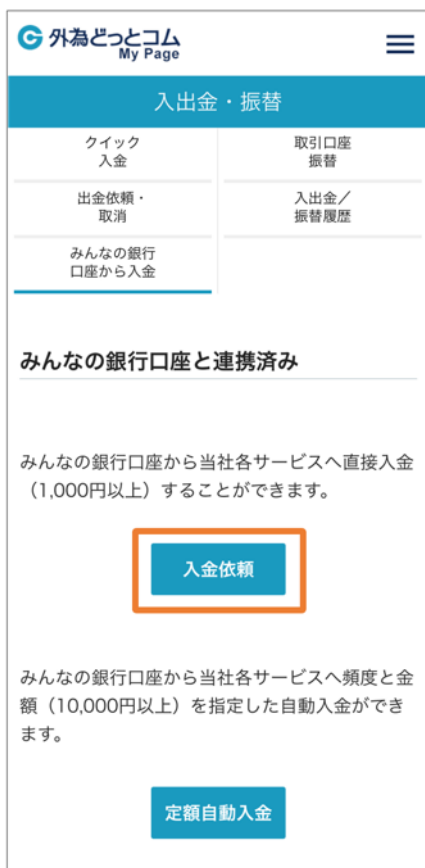 外為どっとコム
My Page
入出金・振替
クイック
入金
取引口座
振替
出金依頼・
取消
入出金／
振替履歴
みんなの銀行
口座から入金
みんなの銀行口座と連携済み
みんなの銀行口座から当社各サービスへ直接入金
（1,000円以上）することができます。
入金依頼
みんなの銀行口座から当社各サービスへ頻度と金
額（10,000円以上）を指定した自動入金ができ
ます。
定額自動入金